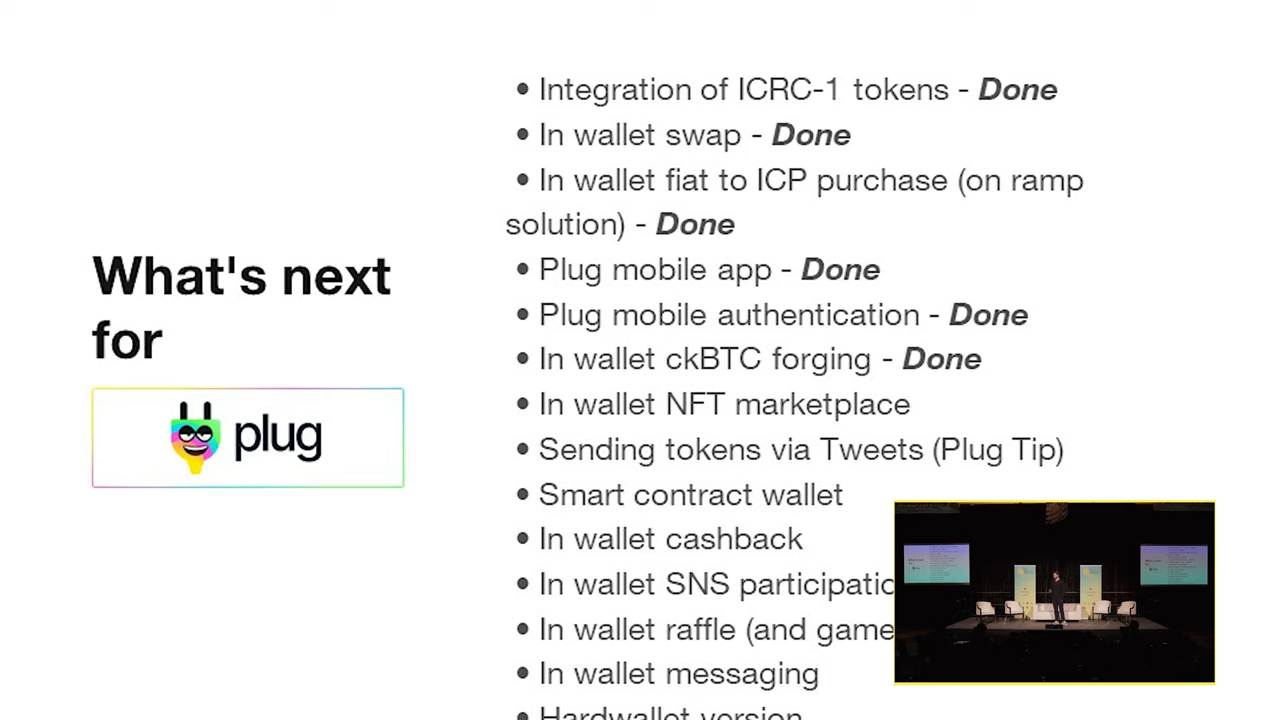 What's next
for
plug
• Integration of ICRC-1 tokens - Done
• In wallet swap - Done
• In wallet fiat to ICP purchase (on ramp
solution) - Done
• Plug mobile app - Done
• Plug mobile authentication - Done
• In wallet ckBTC forging - Done
• In wallet NFT marketplace
• Sending tokens via Tweets (Plug Tip)
• Smart contract wallet
• In wallet cashback
• In wallet SNS participatio
• In wallet raffle (and game
• In wallet messaging
• Hardwallet version